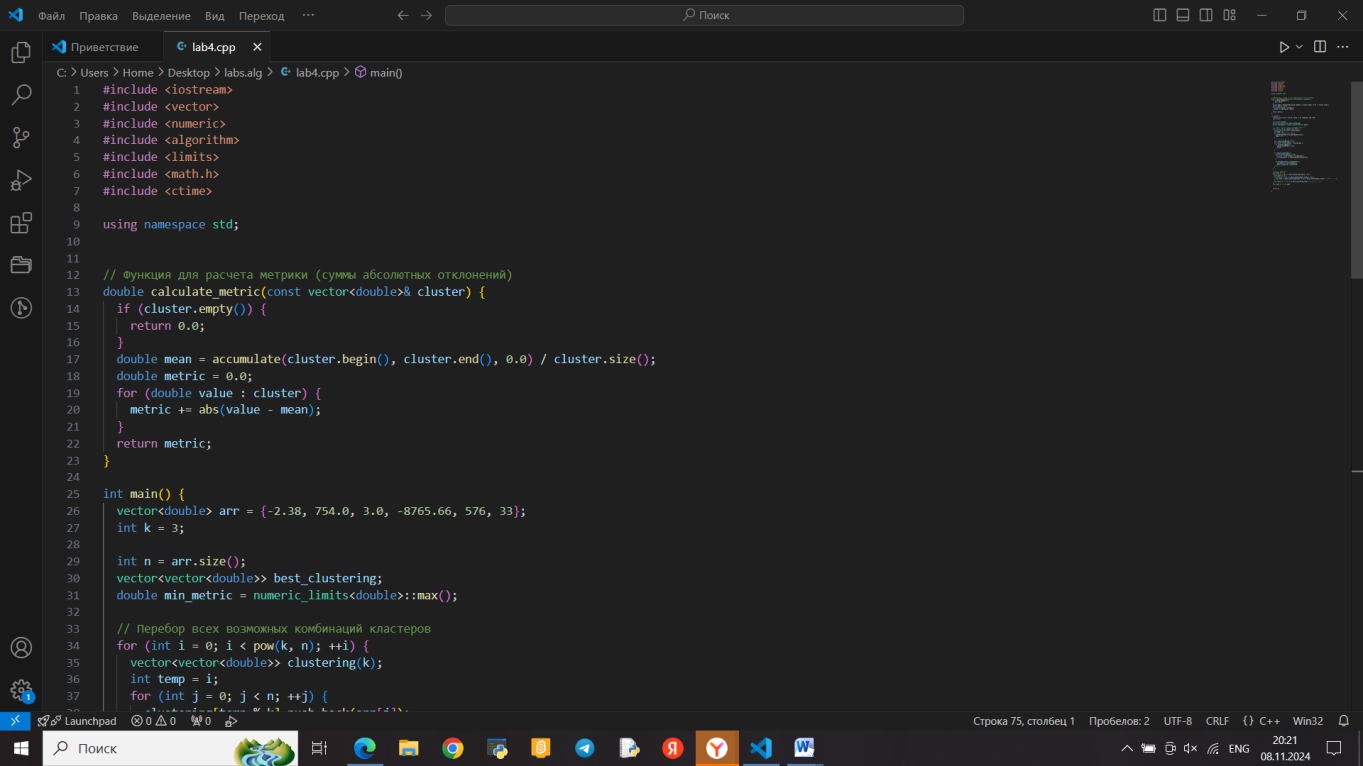 Файл Правка Выделение Вид Переход ··· Поиск
Приветствие lab4.cpp
C: > Users > Home > Desktop > labs.alg > lab4.cpp > main()
1 #include <iostream>
2 #include <vector>
3 #include <numeric>
4 #include <algorithm>
5 #include <limits>
6 #include <math.h>
7 #include <ctime>
8
9 using namespace std;
10
11
12 // Функция для расчета метрики (суммы абсолютных отклонений)
13 double calculate_metric(const vector<double>& cluster) {
14 if (cluster.empty()) {
15 return 0.0;
16 }
17 double mean = accumulate(cluster.begin(), cluster.end(), 0.0) / cluster.size();
18 double metric = 0.0;
19 for (double value : cluster) {
20 metric += abs(value - mean);
21 }
22 return metric;
23 }
24
25 int main() {
26 vector<double> arr = {-2.38, 754.0, 3.0, -8765.66, 576, 33};
27 int k = 3;
28
29 int n = arr.size();
30 vector<vector<double>> best_clustering;
31 double min_metric = numeric_limits<double>::max();
32
33 // Перебор всех возможных комбинаций кластеров
34 for (int i = 0; i < pow(k, n); ++i) {
35 vector<vector<double>> clustering(k);
36 int temp = i;
37 for (int j = 0; j < n; ++j) {
1
Launchpad 0 0 0 Строка 75, столбец 1 Пробелов: 2 UTF-8 CRLF {} C++ Win32
Поиск ENG 20:21
08.11.2024